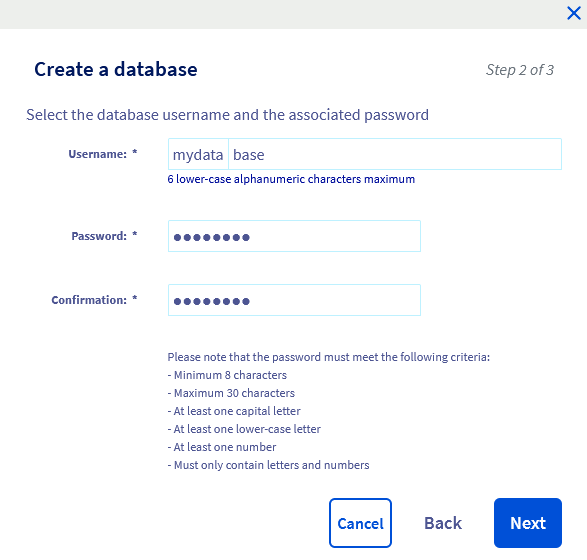 Create a database
Step 2 of 3
Select the database username and the associated password
Username: * mydata base
6 lower-case alphanumeric characters maximum
Password: * ●●●●●●●●
Confirmation: * ●●●●●●●●
Please note that the password must meet the following criteria:
- Minimum 8 characters
- Maximum 30 characters
- At least one capital letter
- At least one lower-case letter
- At least one number
- Must only contain letters and numbers
Cancel Back Next